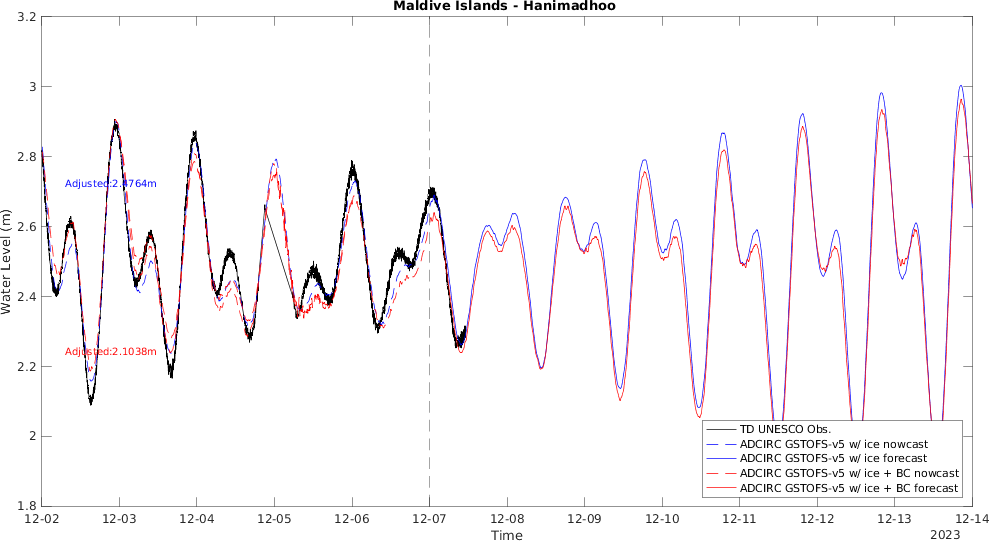 Maldive Islands - Hanimadhoo
3.2
3
2.8
2.6
2.4
2.2
2
1.8
Water Level (m)
Adjusted:2.4764m
Adjusted:2.1038m
TD UNESCO Obs.
ADCIRC GSTOFS-v5 w/ ice nowcast
ADCIRC GSTOFS-v5 w/ ice forecast
ADCIRC GSTOFS-v5 w/ ice + BC nowcast
ADCIRC GSTOFS-v5 w/ ice + BC forecast
12-02 12-03 12-04 12-05 12-06 12-07 12-08 12-09 12-10 12-11 12-12 12-13 12-14
Time
2023